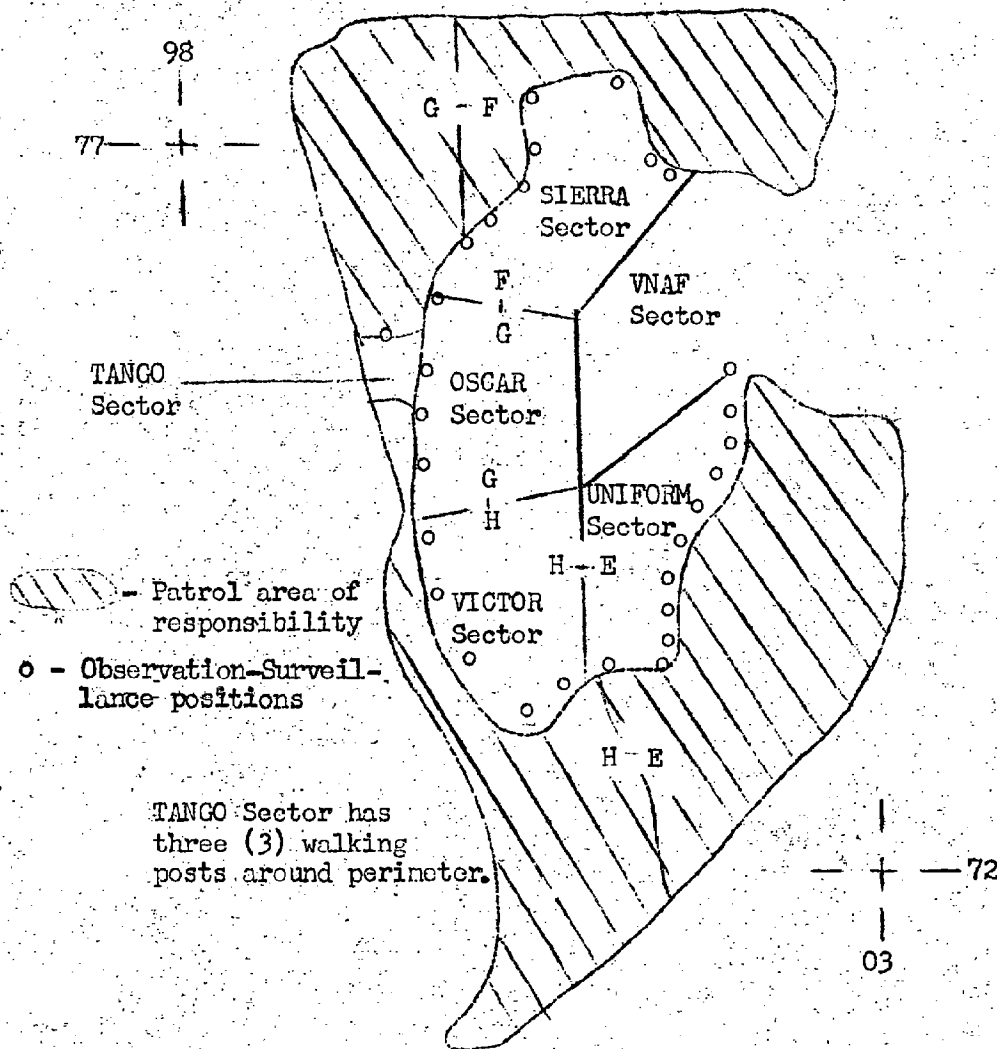 98
77
G - F
SIERRA
Sector
F
G
VNAF
Sector
TANGO
Sector
OSCAR
Sector
G
H
UNIFORM
Sector
H - E
- Patrol area of
responsibility
VICTOR
Sector
- Observation-Surveil-
lance positions
H - E
TANGO Sector has
three (3) walking
posts around perimeter.
72
03